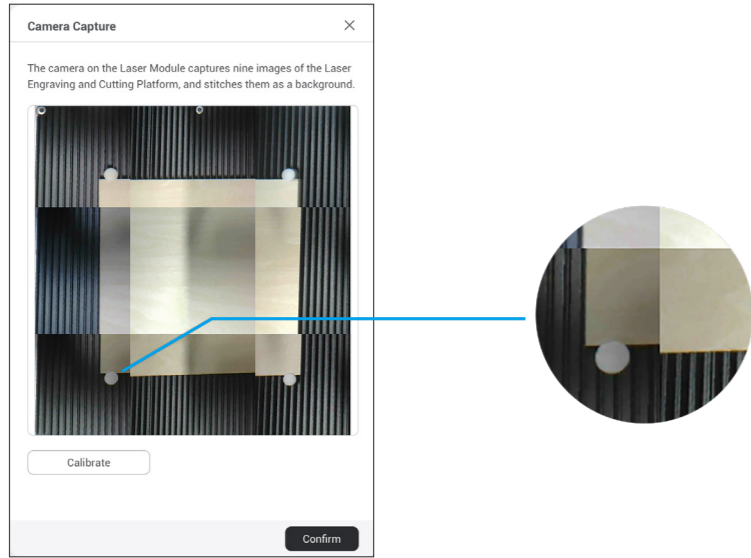 Camera Capture
The camera on the Laser Module captures nine images of the Laser
Engraving and Cutting Platform, and stitches them as a background.
Calibrate
Confirm